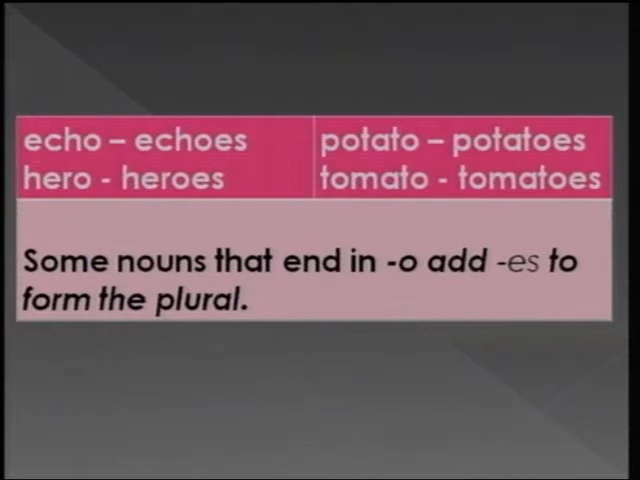 echo – echoes
hero - heroes
potato – potatoes
tomato - tomatoes
Some nouns that end in -o add -es to
form the plural.